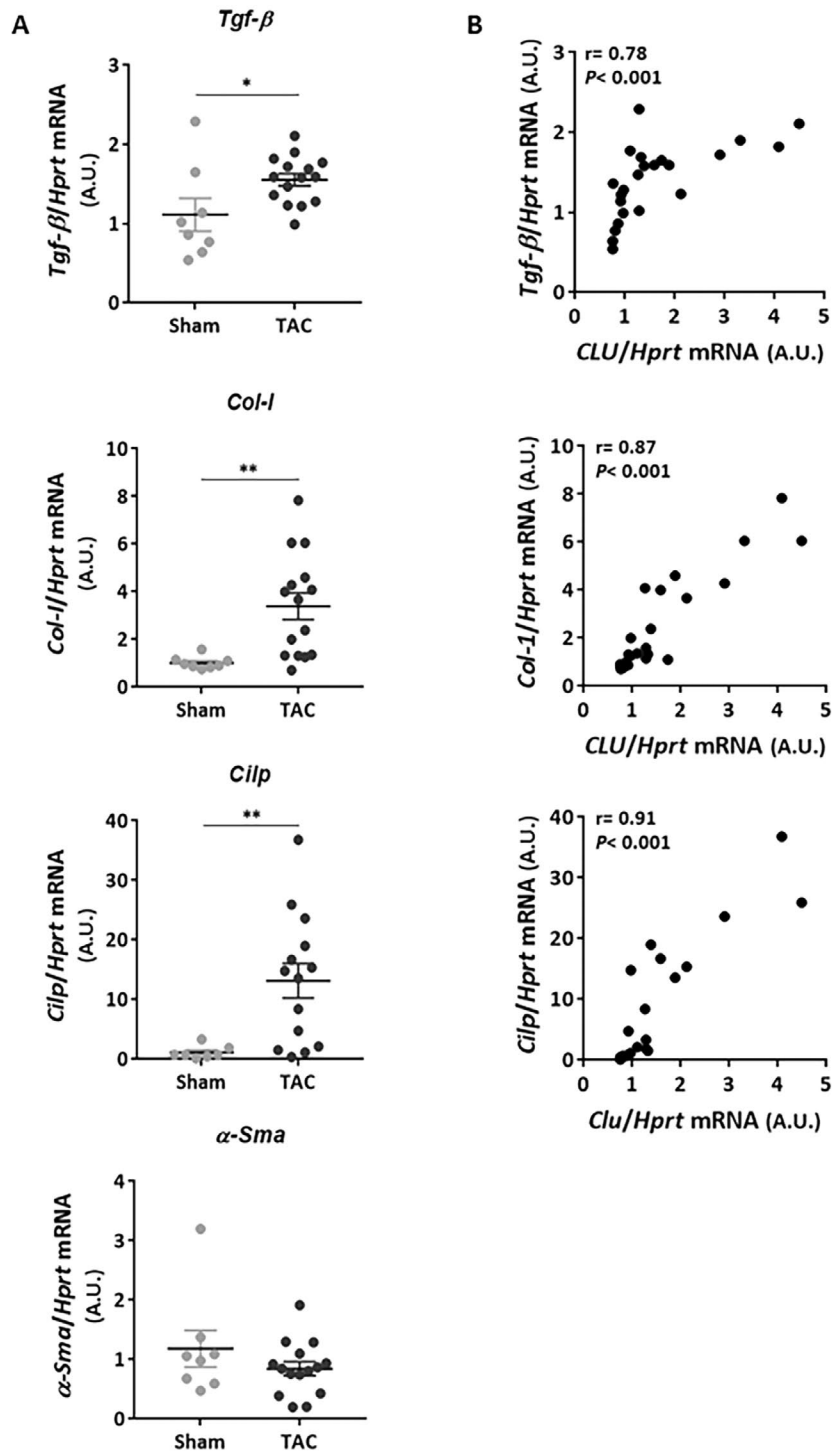 A
Tgf-β
Tgf-β/Hprt mRNA
(A.U.)
3
2
1
0
*
Sham
TAC
B
Tgf-β/Hprt mRNA (A.U.)
3
2
1
0
r= 0.78
P< 0.001
0
1
2
3
4
5
CLU/Hprt mRNA (A.U.)
Col-I
Col-I/Hprt mRNA
(A.U.)
10
8
6
4
2
0
**
Sham
TAC
Col-1/Hprt mRNA (A.U.)
10
8
6
4
2
0
r= 0.87
P< 0.001
0
1
2
3
4
5
CLU/Hprt mRNA (A.U.)
Cilp
Cilp/Hprt mRNA
(A.U.)
40
30
20
10
0
**
Sham
TAC
Cilp/Hprt mRNA (A.U.)
40
30
20
10
0
r= 0.91
P< 0.001
0
1
2
3
4
5
Clu/Hprt mRNA (A.U.)
α-Sma
α-Sma/Hprt mRNA
(A.U.)
4
3
2
1
0
Sham
TAC